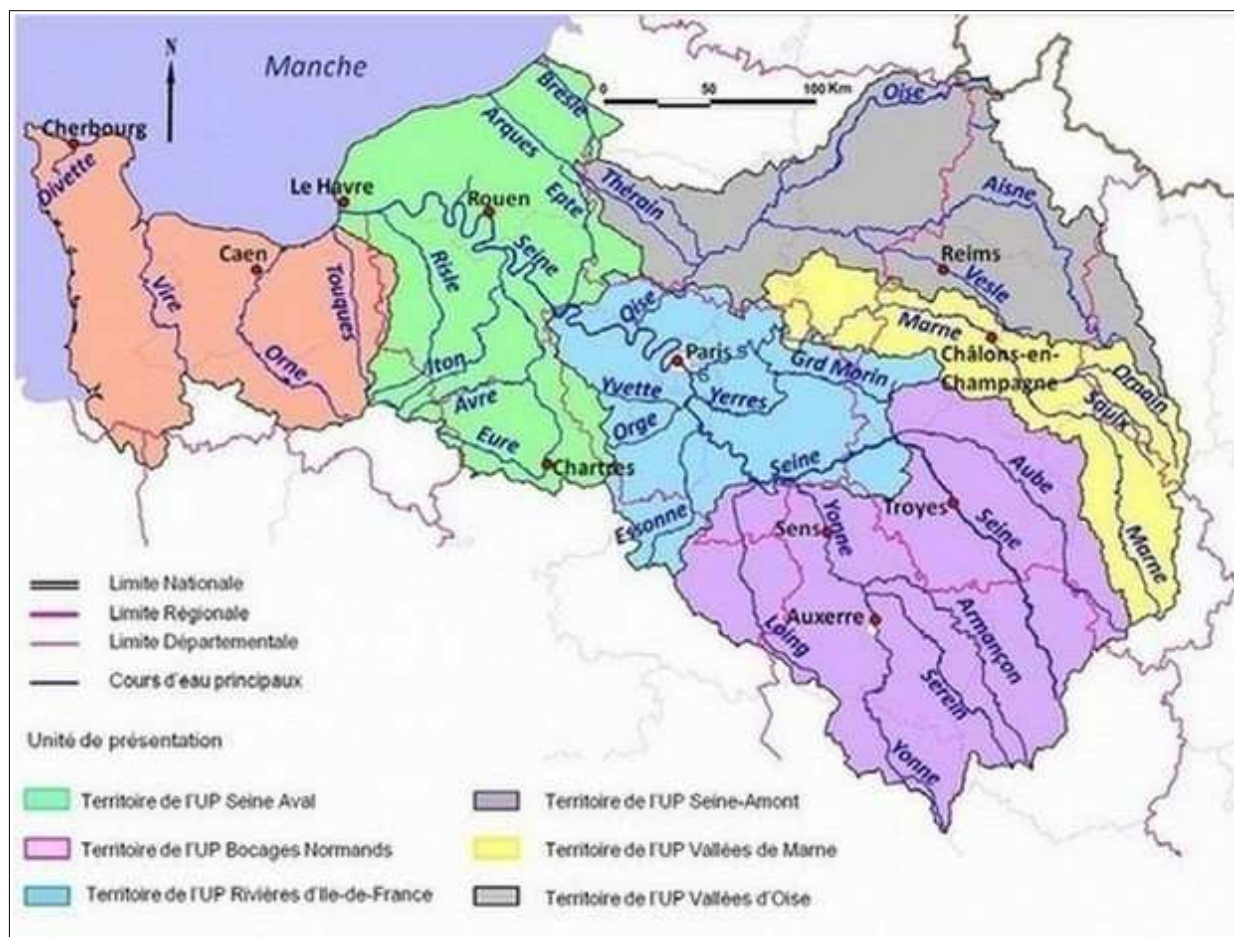 N
Manche
0 50 100 Km
Bresle
Oise
Cherbourg
Divette
Arques
Thérain
Aisne
Le Havre
Rouen
Epte
Seine
Caen
Vire
Touques
Risle
Reims
Vesle
Orne
Oise
Marne
Paris
Châlons-en-
Champagne
Iton
Grd Morin
Ornain
Avre
Yvette
Yerres
Saulx
Eure
Orge
Chartres
Seine
Aube
Troyes
Essonne
Sens
Yonne
Seine
Marne
Auxerre
Armançon
Loing
Serein
Yonne
Limite Nationale
Limite Régionale
Limite Départementale
Cours d'eau principaux
Unité de présentation
Territoire de l'UP Seine Aval
Territoire de l'UP Seine-Amont
Territoire de l'UP Bocages Normands
Territoire de l'UP Vallées de Marne
Territoire de l'UP Rivières d'Ile-de-France
Territoire de l'UP Vallées d'Oise